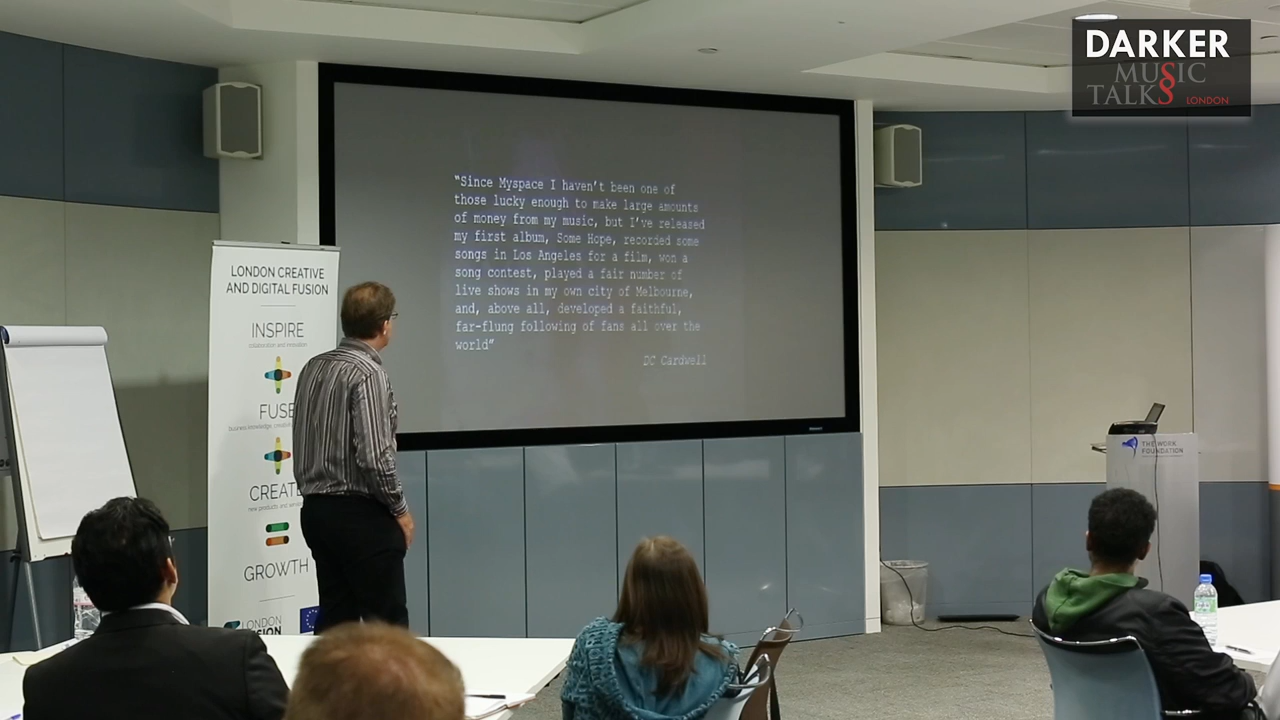 DARKER
MUSIC
TALKS LONDON
"Since Myspace I haven't been one of
those lucky enough to make large amounts
of money from my music, but I've released
my first album, Some Hope, recorded some
songs in Los Angeles for a film, won a
song contest, played a fair number of
live shows in my own city of Melbourne,
and, above all, developed a faithful,
far-flung following of fans all over the
world"
DC Cardwell
LONDON CREATIVE
AND DIGITAL FUSION
INSPIRE
collaboration and innovation
FUSE
CREATE
GROWTH
LONDON
THE WORK
FOUNDATION